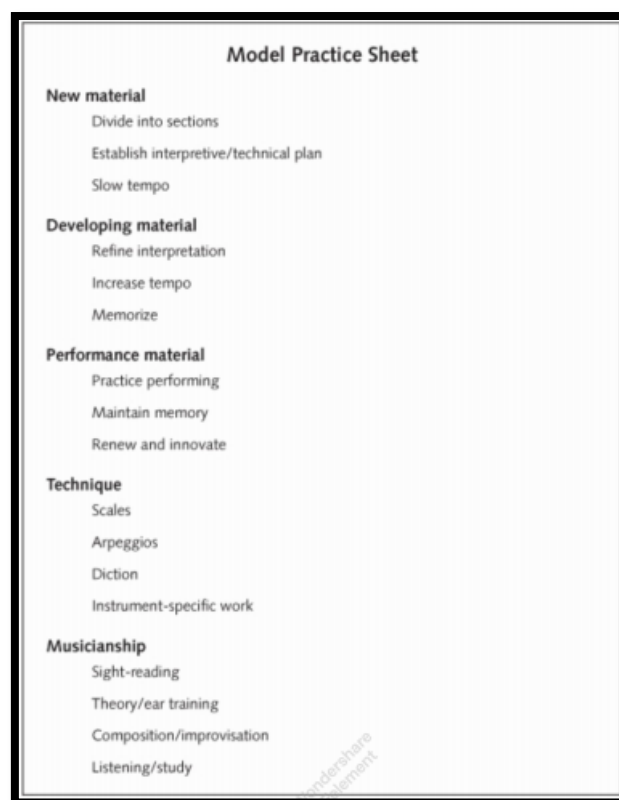 Model Practice Sheet
New material
Divide into sections
Establish interpretive/technical plan
Slow tempo
Developing material
Refine interpretation
Increase tempo
Memorize
Performance material
Practice performing
Maintain memory
Renew and innovate
Technique
Scales
Arpeggios
Diction
Instrument-specific work
Musicianship
Sight-reading
Theory/ear training
Composition/improvisation
Listening/study